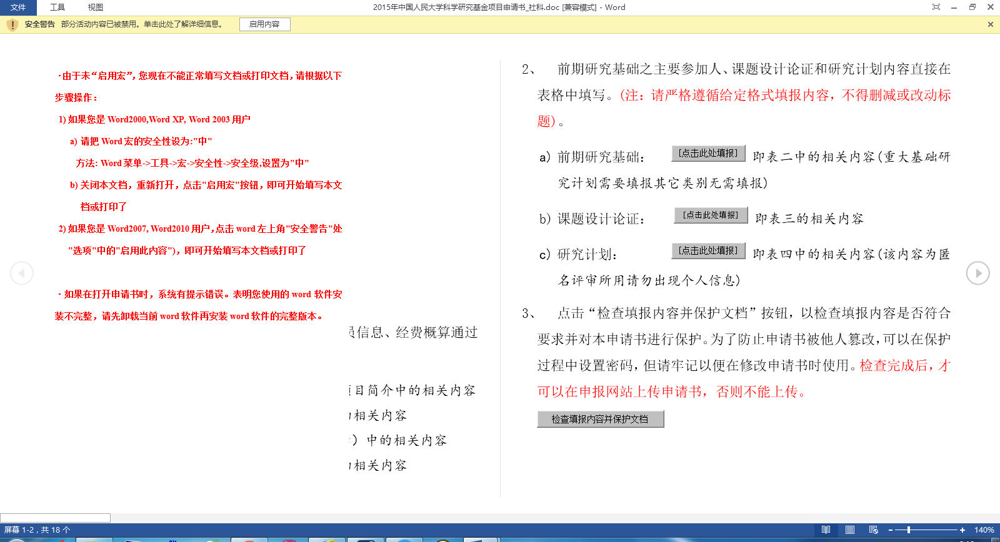 文件 工具 视图 2015年中国人民大学科学研究基金项目申请书_社科.doc [兼容模式] - Word
安全警告 部分活动内容已被禁用。单击此处了解详细信息。 启用内容
·由于未“启用宏”，您现在不能正常填写文档或打印文档，请根据以下
步骤操作：
1) 如果您是 Word2000,Word XP, Word 2003 用户
a) 请把 Word 宏的安全性设为:"中"
方法: Word 菜单->工具->宏->安全性->安全级,设置为"中"
b) 关闭本文档，重新打开，点击"启用宏"按钮，即可开始填写本文
档或打印了
2) 如果您是 Word2007, Word2010 用户，点击 word 左上角"安全警告"处
"选项"中的"启用此内容")，即可开始填写本文档或打印了
· 如果在打开申请书时，系统有提示错误。表明您使用的 word 软件安
装不完整，请先卸载当前 word 软件再安装 word 软件的完整版本。
员信息、经费概算通过
项目简介中的相关内容
的相关内容
）中的相关内容
的相关内容
2、 前期研究基础之主要参加人、课题设计论证和研究计划内容直接在
表格中填写。(注：请严格遵循给定格式填报内容，不得删减或改动标
题)。
a) 前期研究基础： [点击此处填报] 即表二中的相关内容(重大基础研
究计划需要填报其它类别无需填报)
b) 课题设计论证： [点击此处填报] 即表三的相关内容
c) 研究计划： [点击此处填报] 即表四中的相关内容(该内容为匿
名评审所用请勿出现个人信息)
3、 点击“检查填报内容并保护文档”按钮，以检查填报内容是否符合
要求并对本申请书进行保护。为了防止申请书被他人篡改，可以在保护
过程中设置密码，但请牢记以便在修改申请书时使用。检查完成后，才
可以在申报网站上传申请书，否则不能上传。
检查填报内容并保护文档
屏幕 1-2，共 18 个 140%